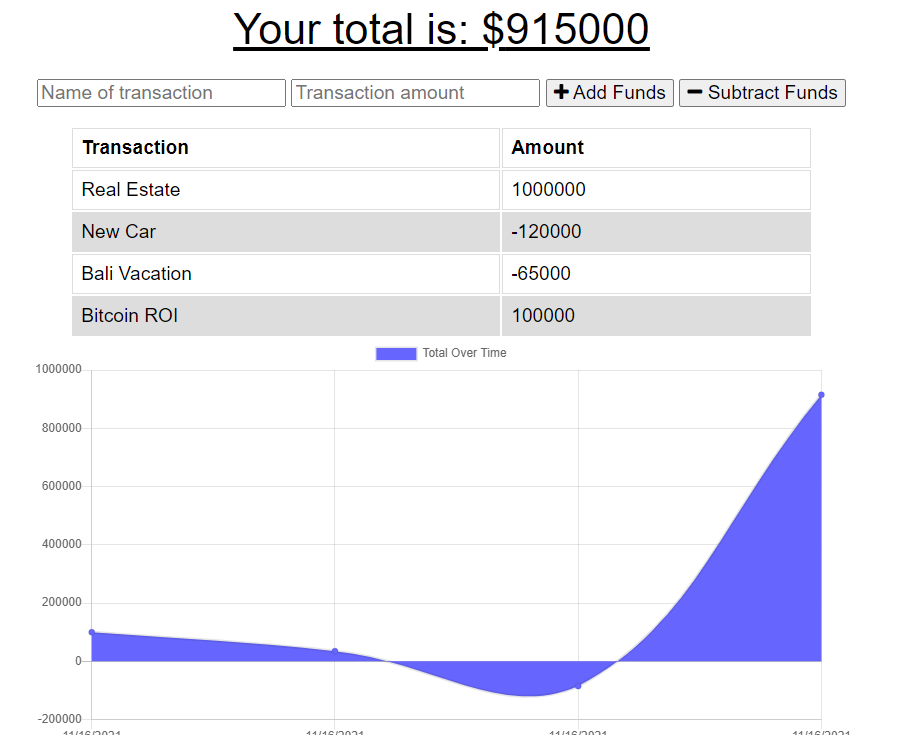 Your total is: $915000
Name of transaction Transaction amount Add Funds Subtract Funds
Transaction Amount
Real Estate 1000000
New Car -120000
Bali Vacation -65000
Bitcoin ROI 100000
Total Over Time
1000000
800000
600000
400000
200000
0
-200000
11/16/2021 11/16/2021 11/16/2021 11/16/2021